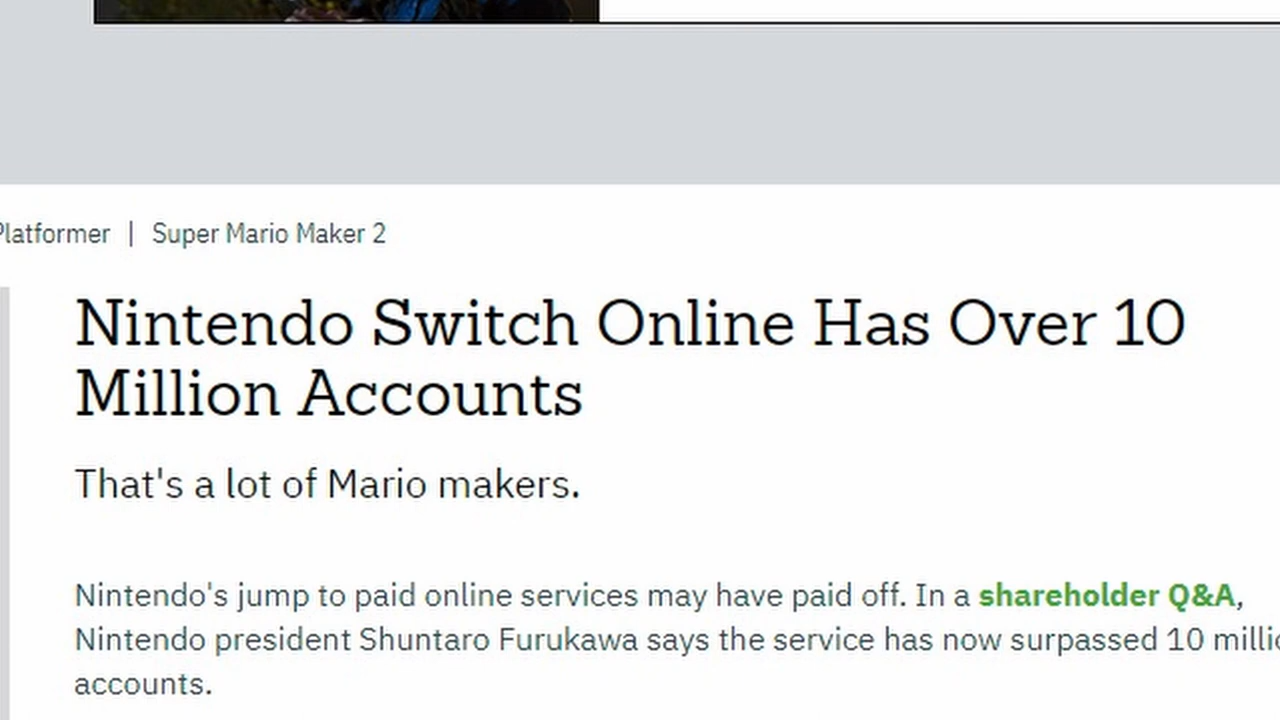 Platformer | Super Mario Maker 2
Nintendo Switch Online Has Over 10
Million Accounts
That's a lot of Mario makers.
Nintendo's jump to paid online services may have paid off. In a shareholder Q&A,
Nintendo president Shuntaro Furukawa says the service has now surpassed 10 millio
accounts.